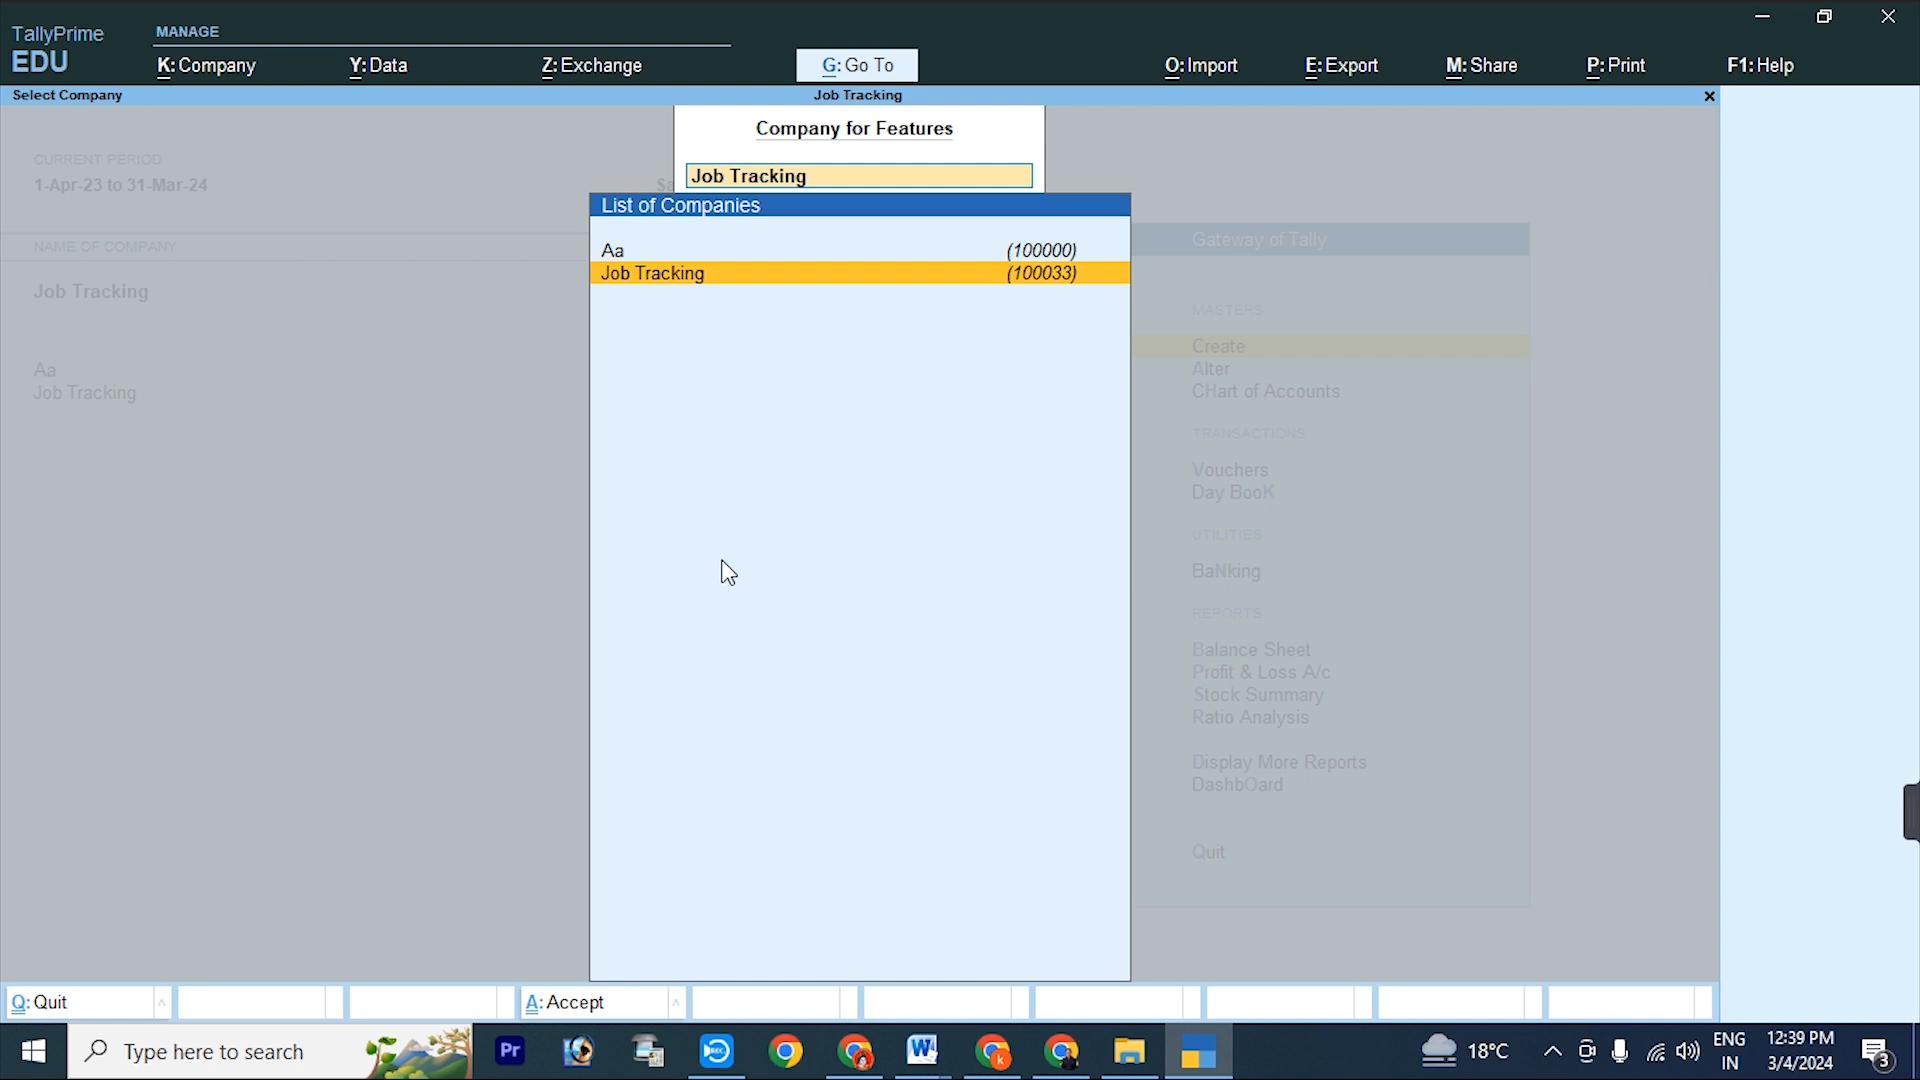 TallyPrime
EDU
MANAGE
K: Company
Y: Data
Z: Exchange
G: Go To
O: Import
E: Export
M: Share
P: Print
F1: Help
Select Company
Job Tracking
Company for Features
Job Tracking
List of Companies
Aa (100000)
Job Tracking (100033)
CURRENT PERIOD
1-Apr-23 to 31-Mar-24
Sa
NAME OF COMPANY
Job Tracking
Aa
Job Tracking
Gateway of Tally
MASTERS
Create
Alter
CHart of Accounts
TRANSACTIONS
Vouchers
Day BooK
UTILITIES
BaNking
REPORTS
Balance Sheet
Profit & Loss A/c
Stock Summary
Ratio Analysis
Display More Reports
DashbOard
Quit
Q: Quit
A: Accept
Type here to search
Pr
REC
W
k
18°C
ENG
IN
12:39 PM
3/4/2024
3